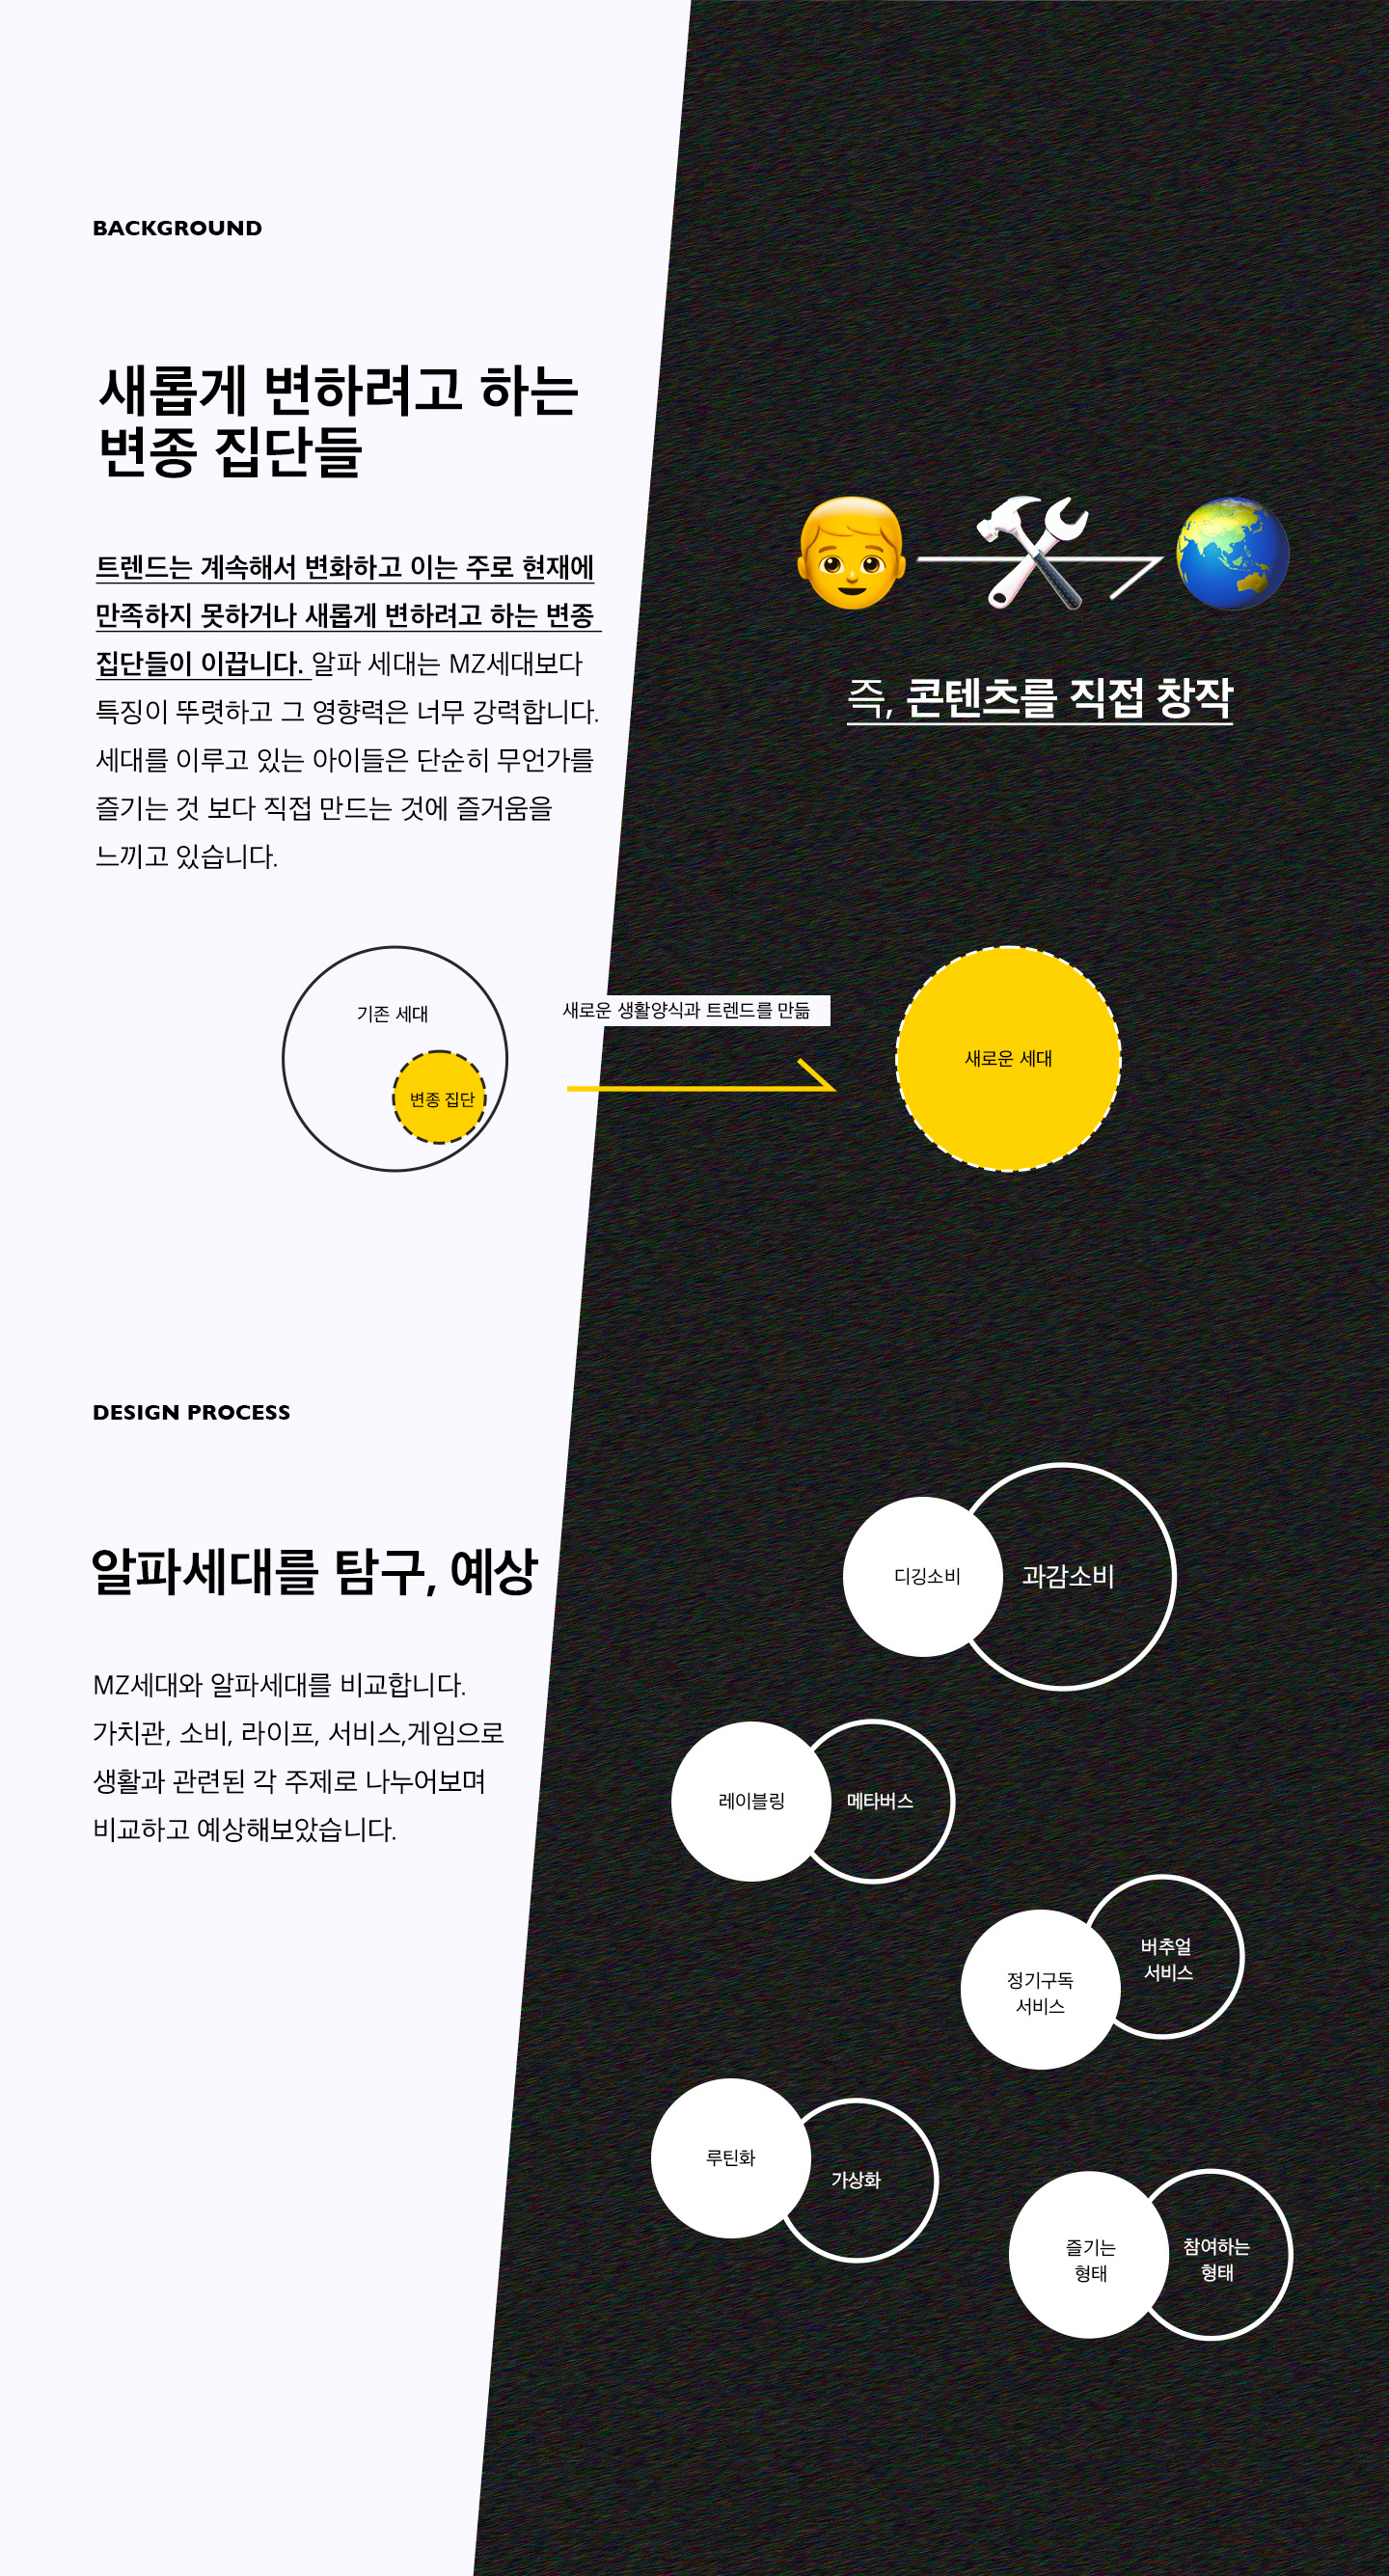 BACKGROUND
새롭게 변하려고 하는
변종 집단들
트렌드는 계속해서 변화하고 이는 주로 현재에
만족하지 못하거나 새롭게 변하려고 하는 변종
집단들이 이끕니다. 알파 세대는 MZ세대보다
특징이 뚜렷하고 그 영향력은 너무 강력합니다.
세대를 이루고 있는 아이들은 단순히 무언가를
즐기는 것 보다 직접 만드는 것에 즐거움을
느끼고 있습니다.
즉, 콘텐츠를 직접 창작
기존 세대
변종 집단
새로운 생활양식과 트렌드를 만듦
새로운 세대
DESIGN PROCESS
알파세대를 탐구, 예상
MZ세대와 알파세대를 비교합니다.
가치관, 소비, 라이프, 서비스,게임으로
생활과 관련된 각 주제로 나누어보며
비교하고 예상해보았습니다.
디깅소비
과감소비
레이블링
메타버스
정기구독
서비스
버추얼
서비스
루틴화
가상화
즐기는
형태
참여하는
형태